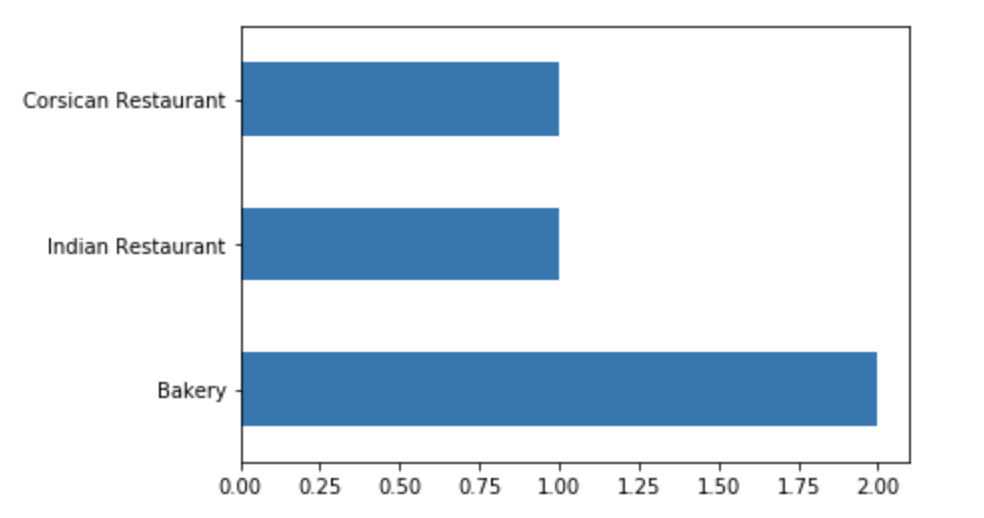 Corsican Restaurant
Indian Restaurant
Bakery
0.00 0.25 0.50 0.75 1.00 1.25 1.50 1.75 2.00